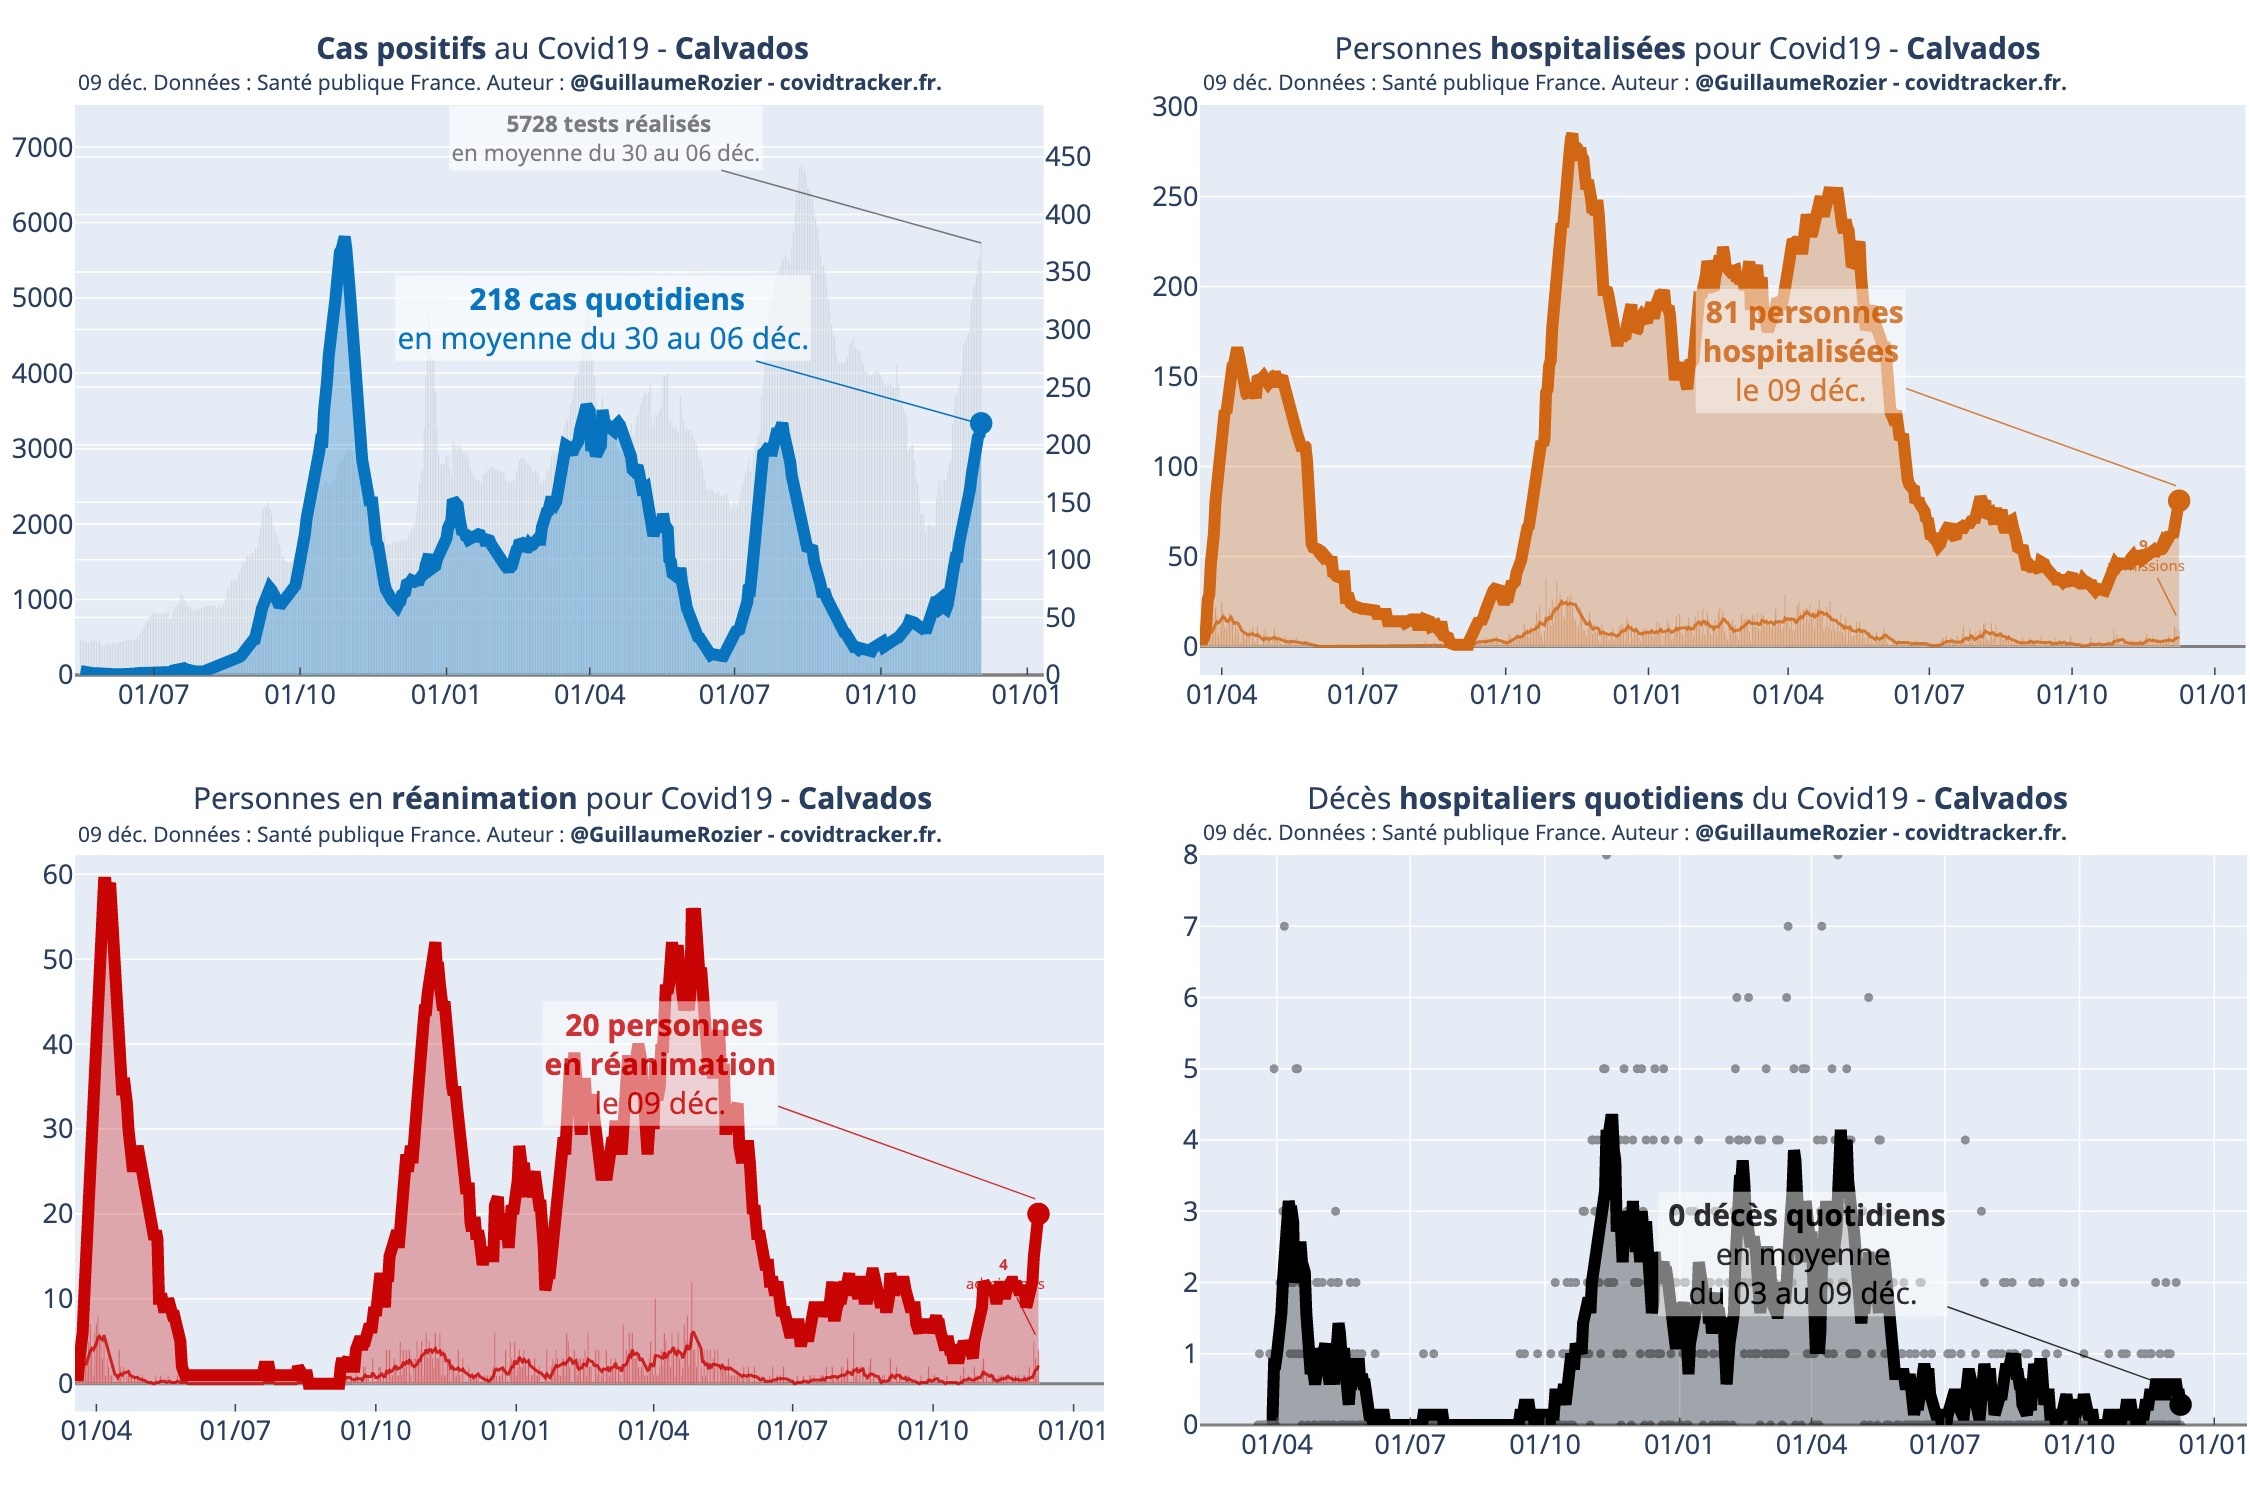 Cas positifs au Covid19 - Calvados
09 déc. Données : Santé publique France. Auteur : @GuillaumeRozier - covidtracker.fr.
5728 tests réalisés
en moyenne du 30 au 06 déc.
218 cas quotidiens
en moyenne du 30 au 06 déc.
7000
6000
5000
4000
3000
2000
1000
0
450
400
350
300
250
200
150
100
50
0
01/07 01/10 01/01 01/04 01/07 01/10 01/01
Personnes hospitalisées pour Covid19 - Calvados
09 déc. Données : Santé publique France. Auteur : @GuillaumeRozier - covidtracker.fr.
300
250
200
150
100
50
0
81 personnes
hospitalisées
le 09 déc.
9
01/04 01/07 01/10 01/01 01/04 01/07 01/10 01/01
Personnes en réanimation pour Covid19 - Calvados
09 déc. Données : Santé publique France. Auteur : @GuillaumeRozier - covidtracker.fr.
60
50
40
30
20
10
0
20 personnes
en réanimation
le 09 déc.
4
01/04 01/07 01/10 01/01 01/04 01/07 01/10 01/01
Décès hospitaliers quotidiens du Covid19 - Calvados
09 déc. Données : Santé publique France. Auteur : @GuillaumeRozier - covidtracker.fr.
8
7
6
5
4
3
2
1
0
0 décès quotidiens
en moyenne
du 03 au 09 déc.
01/04 01/07 01/10 01/01 01/04 01/07 01/10 01/01